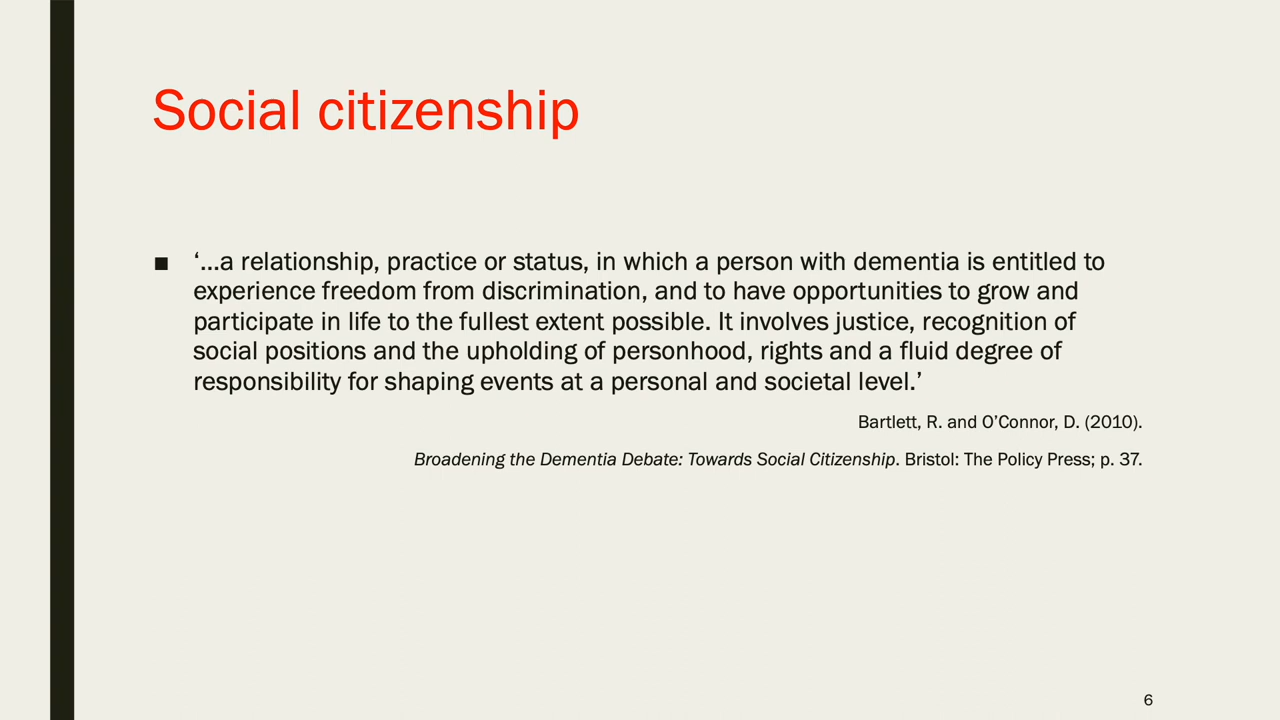 Social citizenship
▪ ‘…a relationship, practice or status, in which a person with dementia is entitled to
experience freedom from discrimination, and to have opportunities to grow and
participate in life to the fullest extent possible. It involves justice, recognition of
social positions and the upholding of personhood, rights and a fluid degree of
responsibility for shaping events at a personal and societal level.’
Bartlett, R. and O’Connor, D. (2010).
Broadening the Dementia Debate: Towards Social Citizenship. Bristol: The Policy Press; p. 37.
6